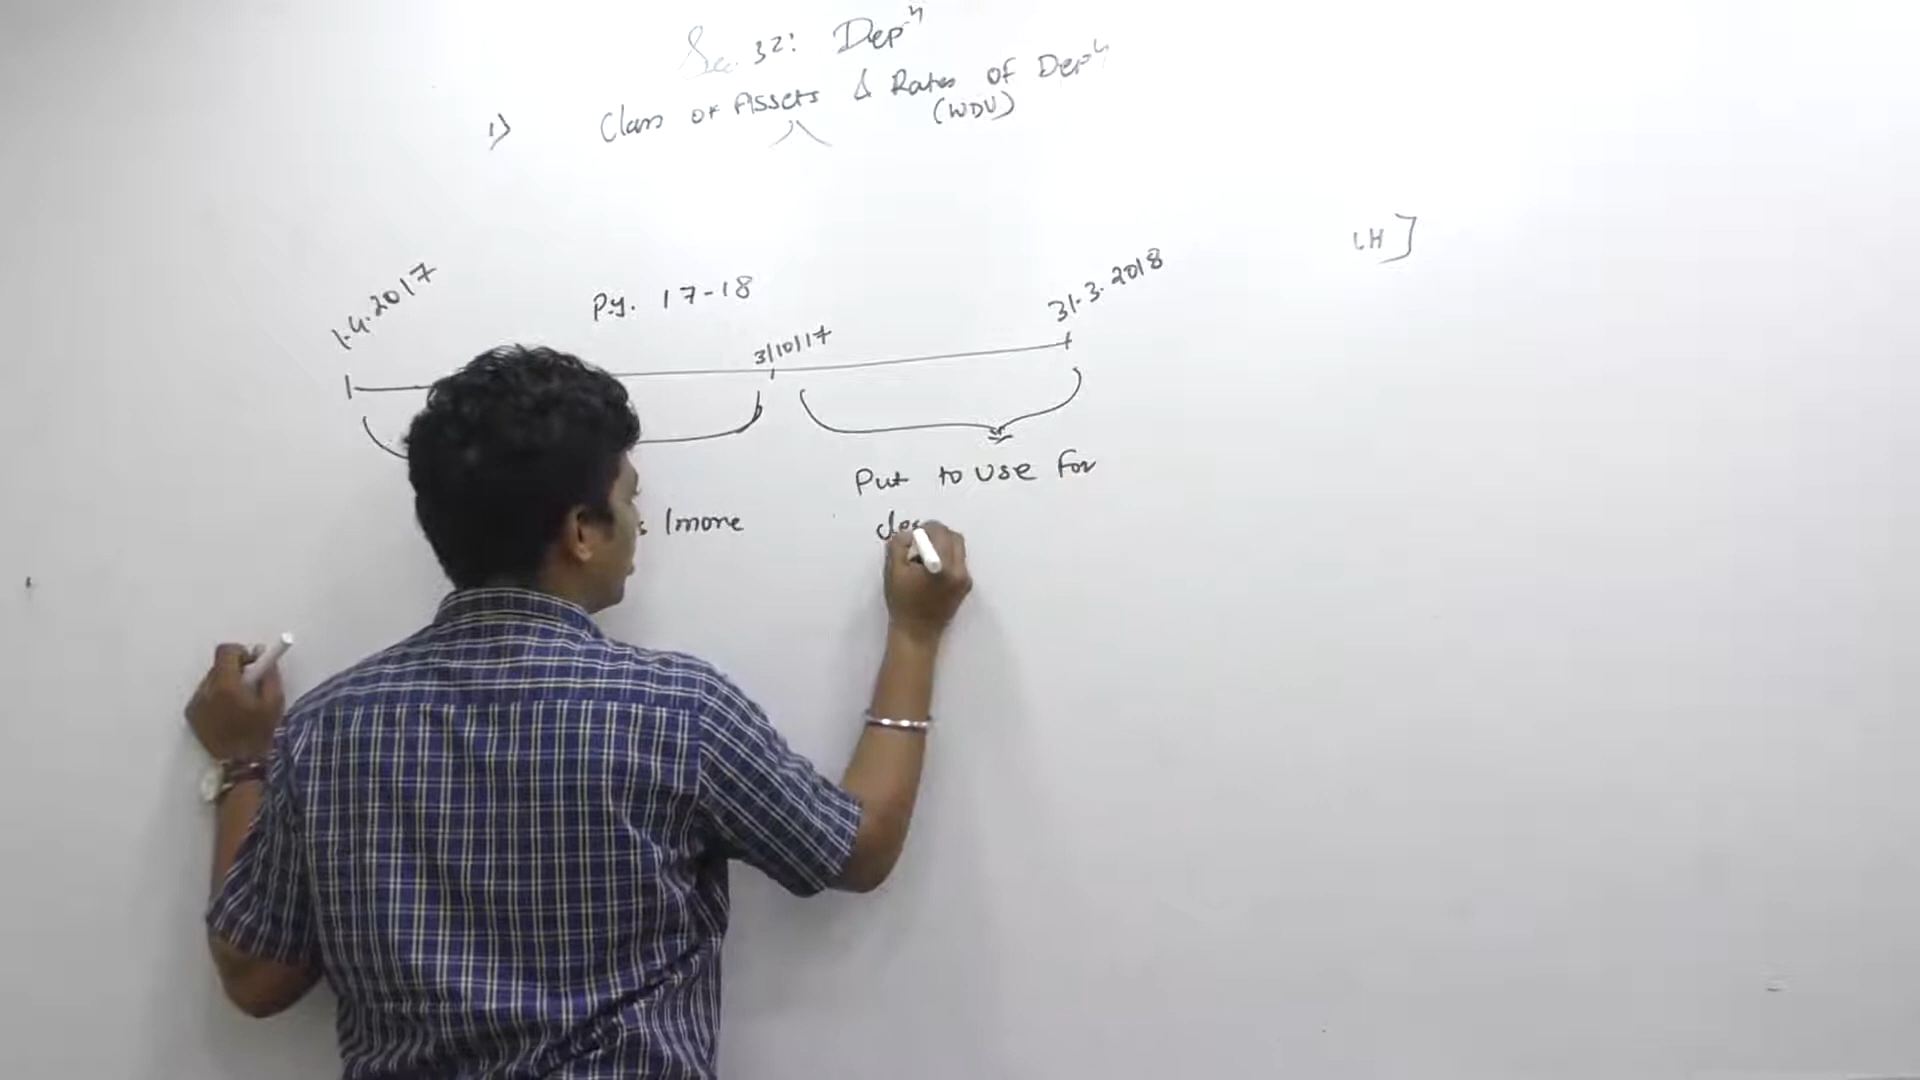 Sec. 32: Depⁿ
1) Class of Assets & Rates of Depⁿ
(WDV)
LH]
1.4.2017
P.y. 17-18
3/10/17
31.3.2018
Put to use for
s /more